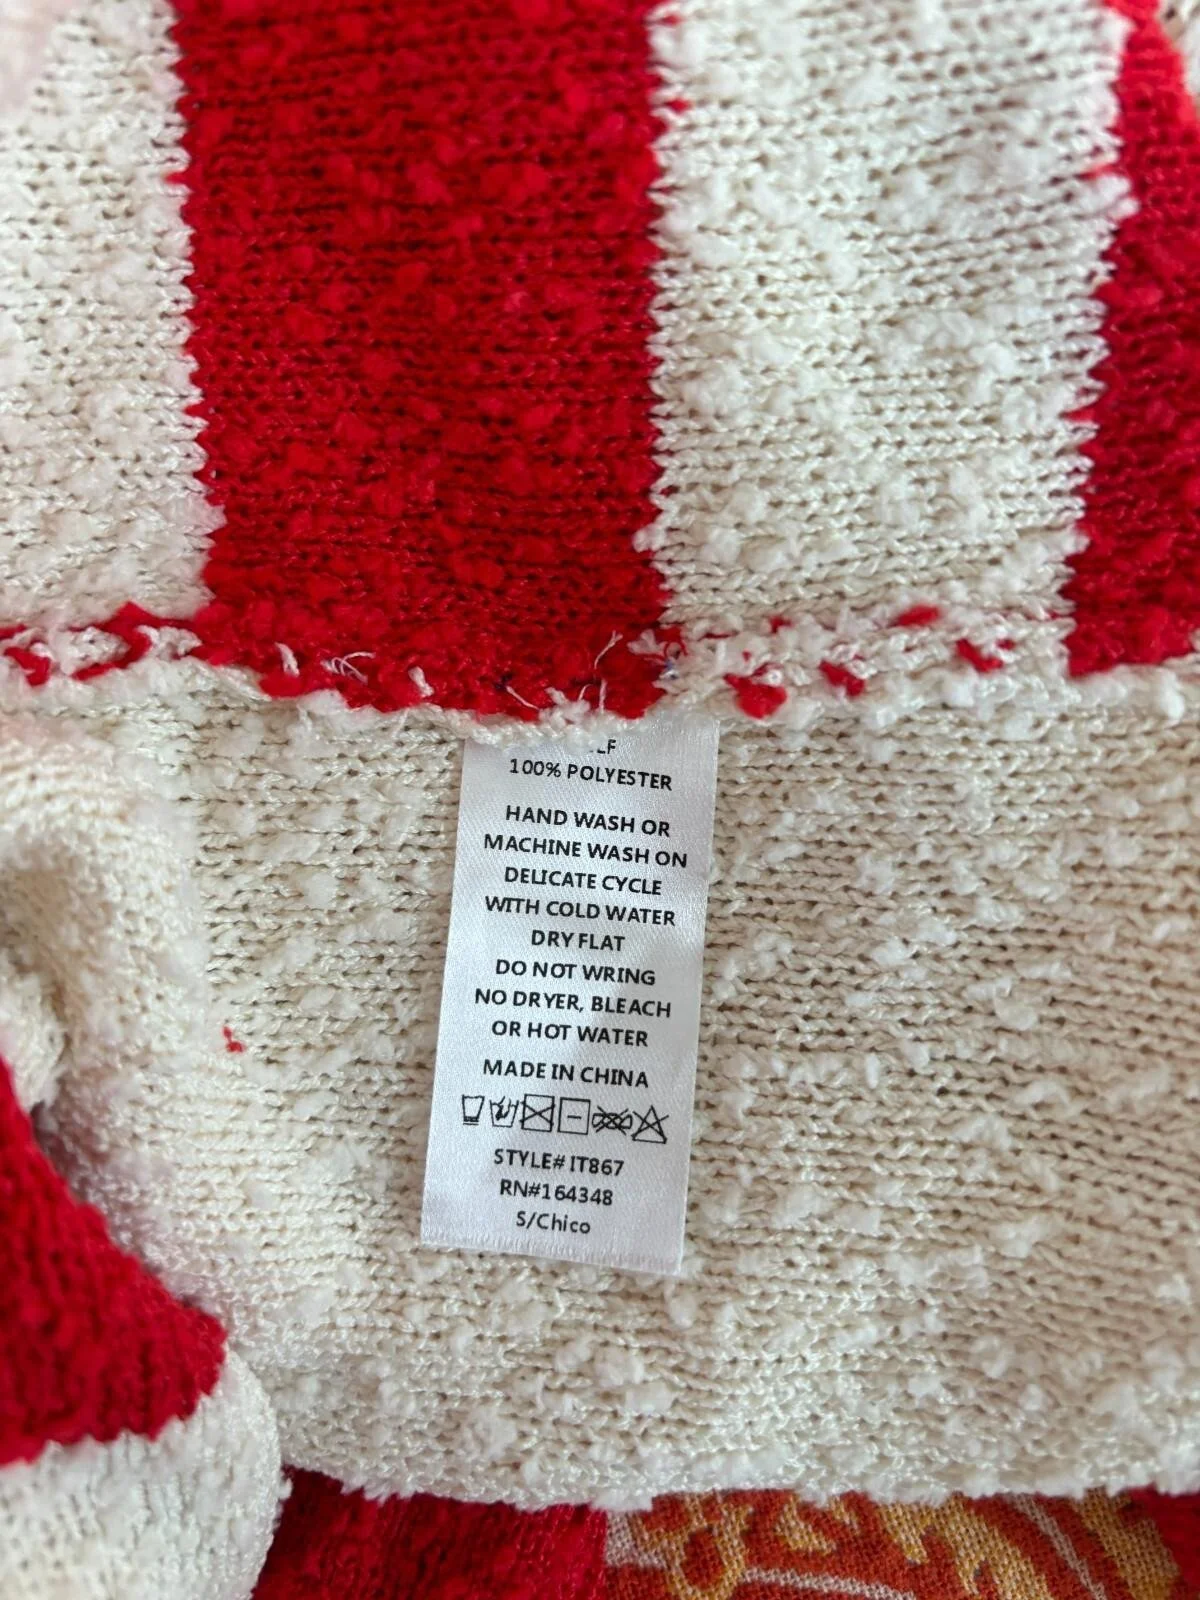 100% POLYESTER
HAND WASH OR
MACHINE WASH ON
DELICATE CYCLE
WITH COLD WATER
DRY FLAT
DO NOT WRING
NO DRYER, BLEACH
OR HOT WATER
MADE IN CHINA
STYLE# IT867
RN#164348
S/Chico